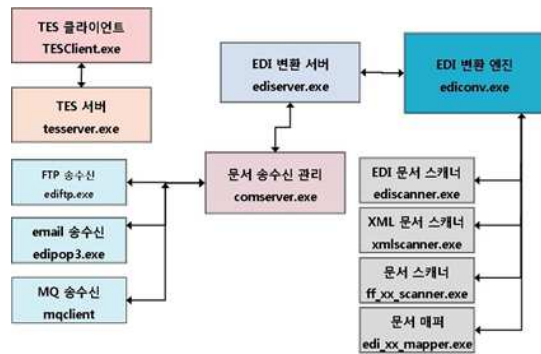 TES 클라이언트
TESClient.exe
TES 서버
tesserver.exe
EDI 변환 서버
ediserver.exe
EDI 변환 엔진
ediconv.exe
FTP 송수신
ediftp.exe
email 송수신
edipop3.exe
MQ 송수신
mqclient
문서 송수신 관리
comserver.exe
EDI 문서 스캐너
ediscanner.exe
XML 문서 스캐너
xmlscanner.exe
문서 스캐너
ff_xx_scanner.exe
문서 매퍼
edi_xx_mapper.exe